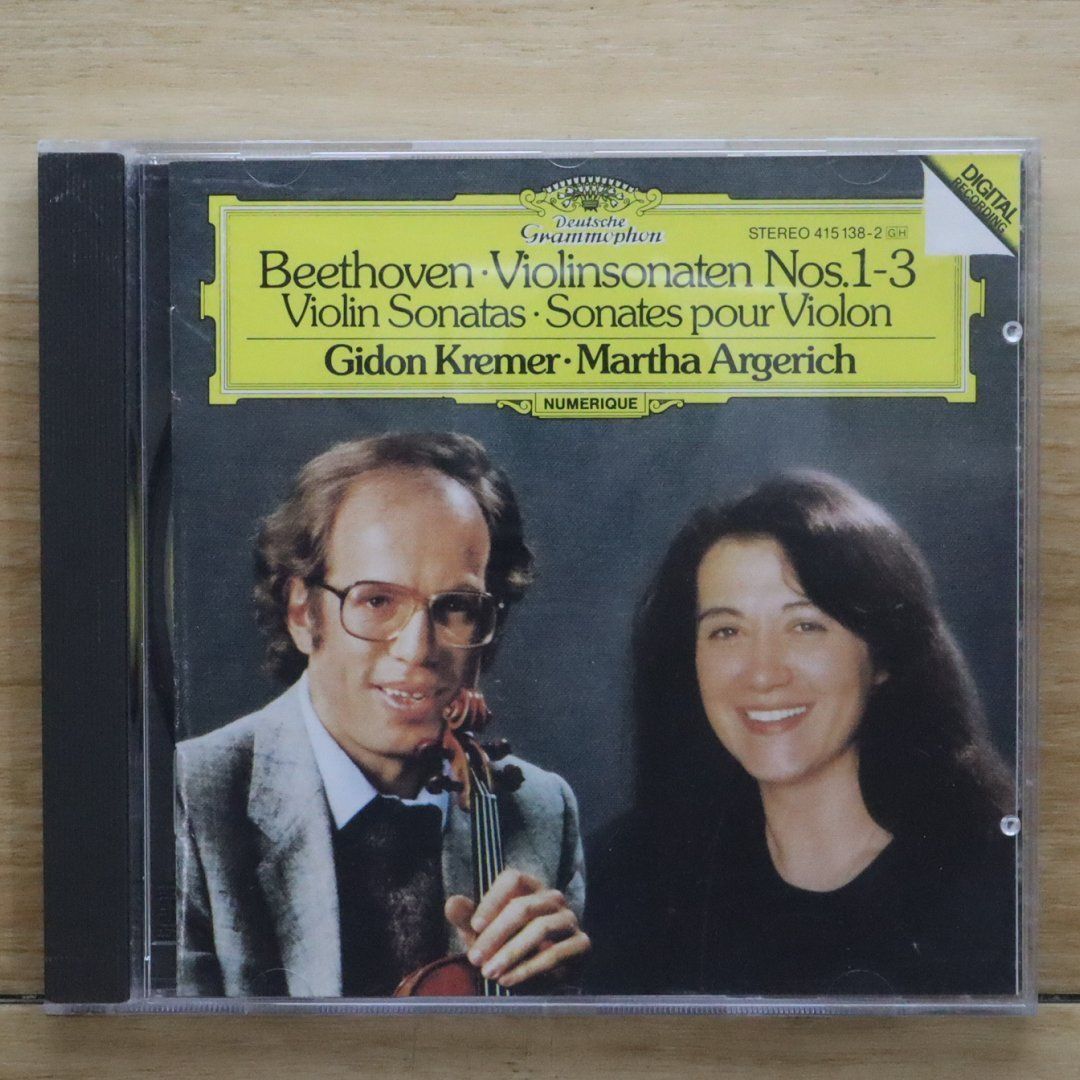 DIGITAL
RECORDING
Deutsche
Grammophon
STEREO 415 138-2 GH
Beethoven · Violinsonaten Nos. 1-3
Violin Sonatas · Sonates pour Violon
Gidon Kremer · Martha Argerich
NUMERIQUE